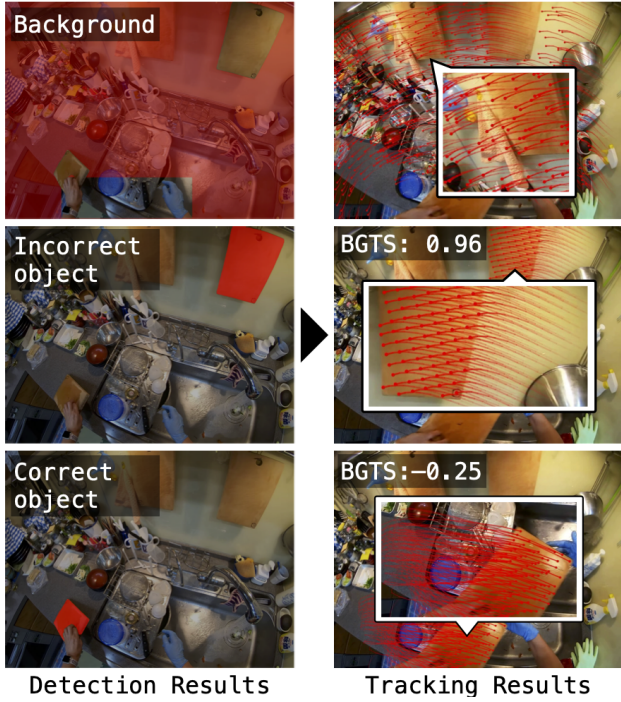 Background
Incorrect
object
BGTS: 0.96
Correct
object
BGTS:−0.25
Detection Results
Tracking Results